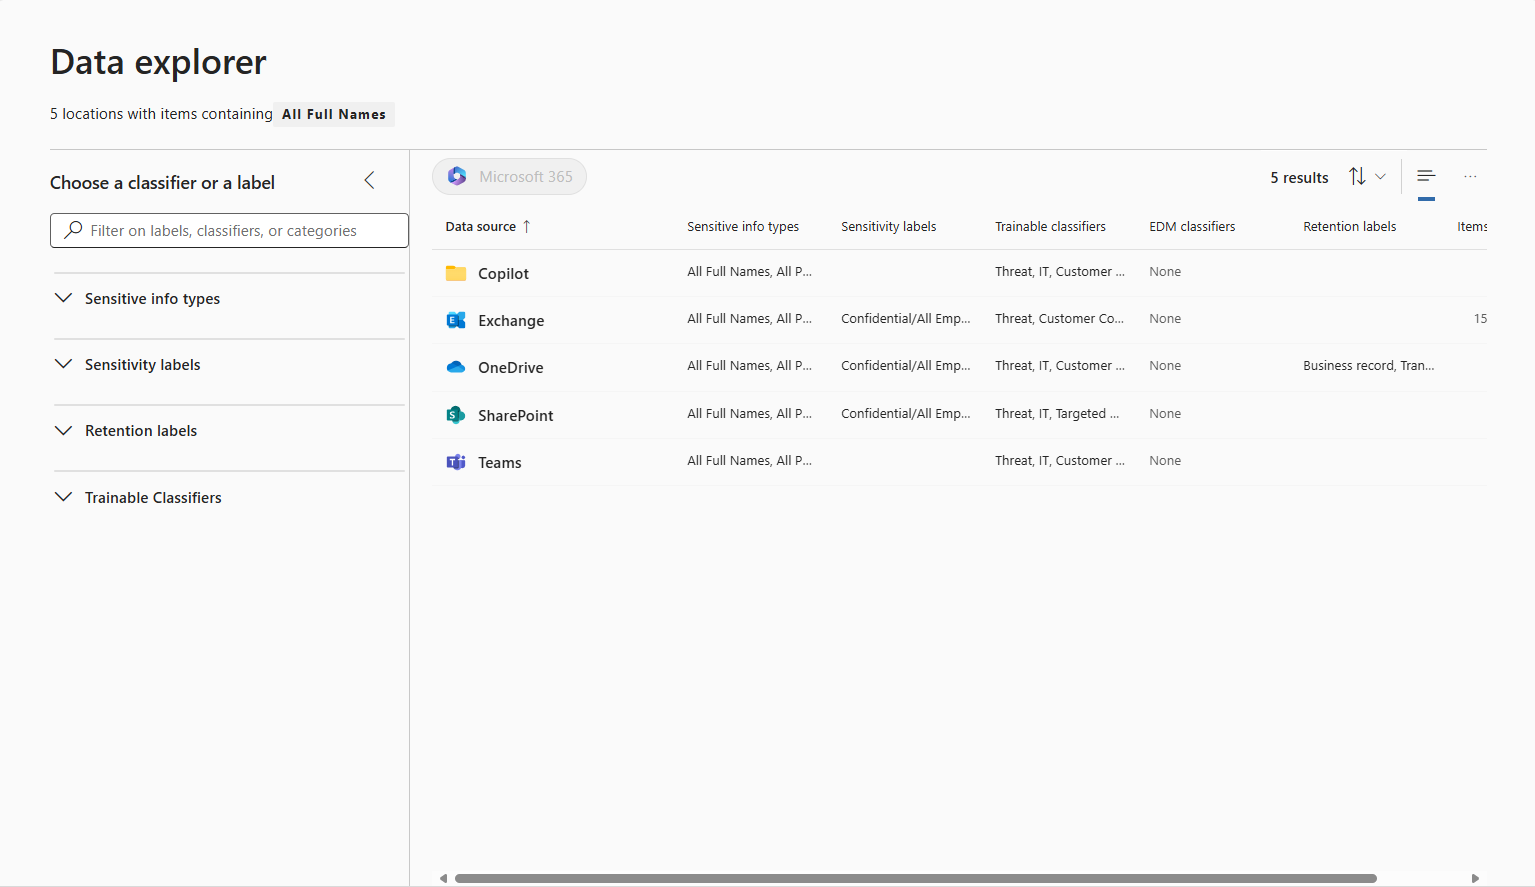 Data explorer
5 locations with items containing All Full Names
Choose a classifier or a label
Filter on labels, classifiers, or categories
Sensitive info types
Sensitivity labels
Retention labels
Trainable Classifiers
Microsoft 365
5 results
Data source ↑ Sensitive info types Sensitivity labels Trainable classifiers EDM classifiers Retention labels Items
Copilot All Full Names, All P... Threat, IT, Customer ... None
Exchange All Full Names, All P... Confidential/All Emp... Threat, Customer Co... None 15
OneDrive All Full Names, All P... Confidential/All Emp... Threat, IT, Customer ... None Business record, Tran...
SharePoint All Full Names, All P... Confidential/All Emp... Threat, IT, Targeted ... None
Teams All Full Names, All P... Threat, IT, Customer ... None